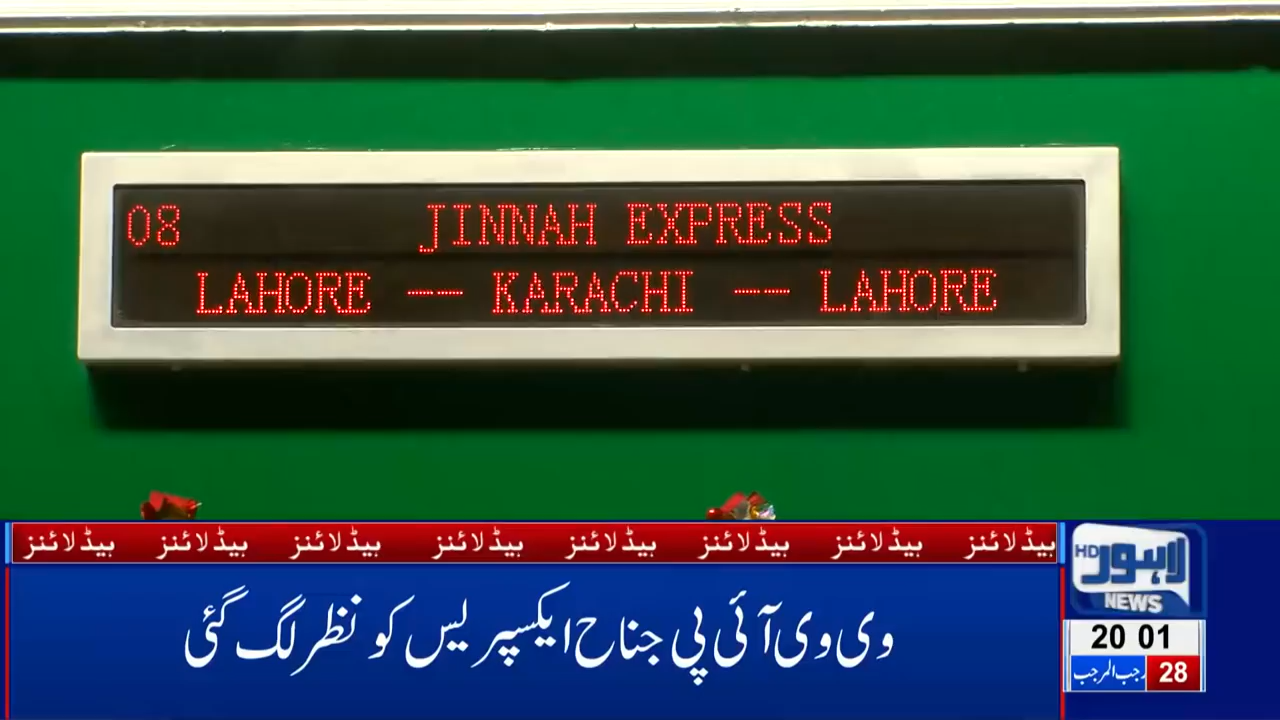 08 JINNAH EXPRESS
LAHORE -- KARACHI -- LAHORE
ہیڈلائنز ہیڈلائنز ہیڈلائنز ہیڈلائنز ہیڈلائنز ہیڈلائنز ہیڈلائنز ہیڈلائنز
وی وی آئی پی جناح ایکسپریس کو نظر لگ گئی
لاہور HD
NEWS
20 01
28 رجب المرجب